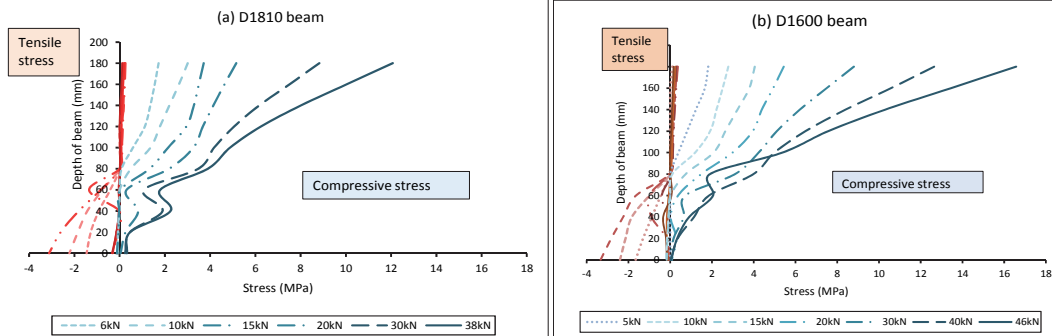 (a) D1810 beam
Tensile
stress
200
180
160
140
120
100
80
60
40
20
0
Depth of beam (mm)
Compressive stress
-4 -2 0 2 4 6 8 10 12 14 16 18
Stress (MPa)
6kN 10kN 15kN 20kN 30kN 38kN
(b) D1600 beam
Tensile
stress
160
140
120
100
80
60
40
20
0
Depth of beam (mm)
Compressive stress
-4 -2 0 2 4 6 8 10 12 14 16 18
Stress (MPa)
5kN 10kN 15kN 20kN 30kN 40kN 46kN